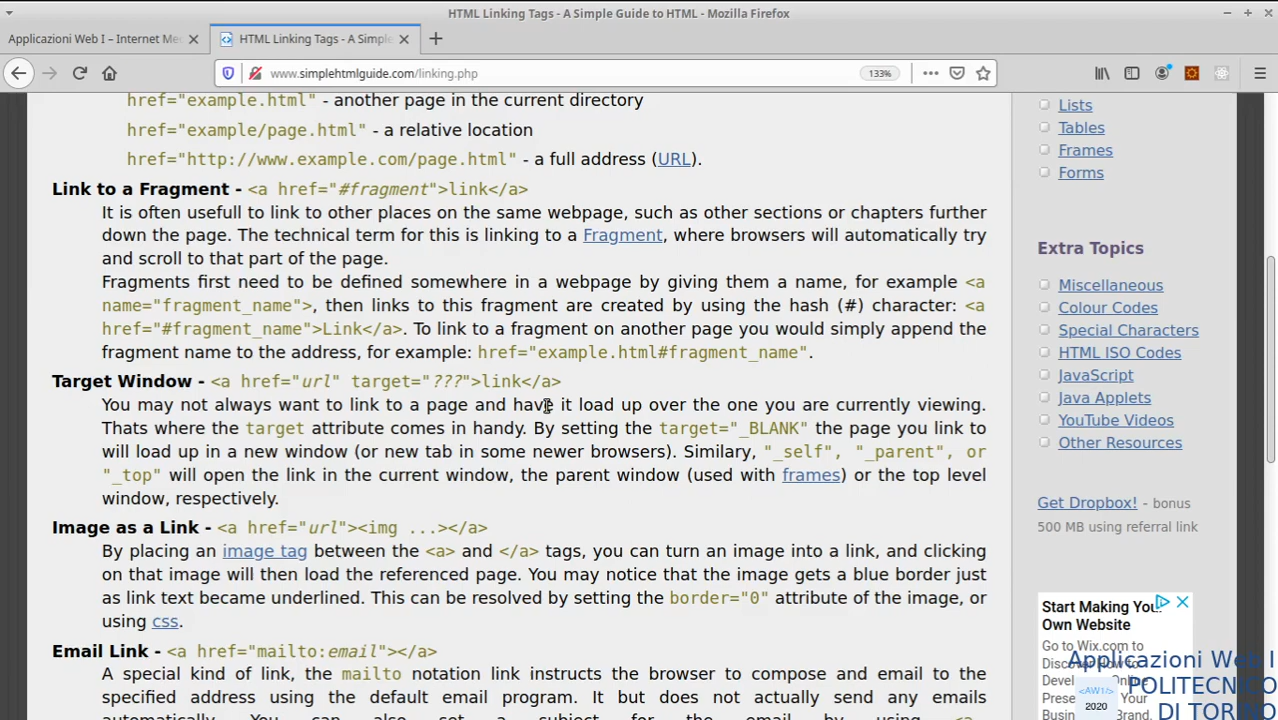 HTML Linking Tags - A Simple Guide to HTML - Mozilla Firefox
Applicazioni Web I – Internet Me
HTML Linking Tags - A Simple
www.simplehtmlguide.com/linking.php
133%
href="example.html" - another page in the current directory
href="example/page.html" - a relative location
href="http://www.example.com/page.html" - a full address (URL).
Link to a Fragment - <a href="#fragment">link</a>
It is often usefull to link to other places on the same webpage, such as other sections or chapters further
down the page. The technical term for this is linking to a Fragment, where browsers will automatically try
and scroll to that part of the page.
Fragments first need to be defined somewhere in a webpage by giving them a name, for example <a
name="fragment_name">, then links to this fragment are created by using the hash (#) character: <a
href="#fragment_name">Link</a>. To link to a fragment on another page you would simply append the
fragment name to the address, for example: href="example.html#fragment_name".
Target Window - <a href="url" target="???">link</a>
You may not always want to link to a page and have it load up over the one you are currently viewing.
Thats where the target attribute comes in handy. By setting the target="_BLANK" the page you link to
will load up in a new window (or new tab in some newer browsers). Similary, "_self", "_parent", or
"_top" will open the link in the current window, the parent window (used with frames) or the top level
window, respectively.
Image as a Link - <a href="url"><img ...></a>
By placing an image tag between the <a> and </a> tags, you can turn an image into a link, and clicking
on that image will then load the referenced page. You may notice that the image gets a blue border just
as link text became underlined. This can be resolved by setting the border="0" attribute of the image, or
using css.
Email Link - <a href="mailto:email"></a>
A special kind of link, the mailto notation link instructs the browser to compose and email to the
specified address using the default email program. It but does not actually send any emails
automatically. You can also set a subject for the email by using <a
Lists
Tables
Frames
Forms
Extra Topics
Miscellaneous
Colour Codes
Special Characters
HTML ISO Codes
JavaScript
Java Applets
YouTube Videos
Other Resources
Get Dropbox! - bonus
500 MB using referral link
Start Making Your
Own Website
Go to Wix.com to
Applicazioni Web I
POLITECNICO
DI TORINO
<AW1>
2020